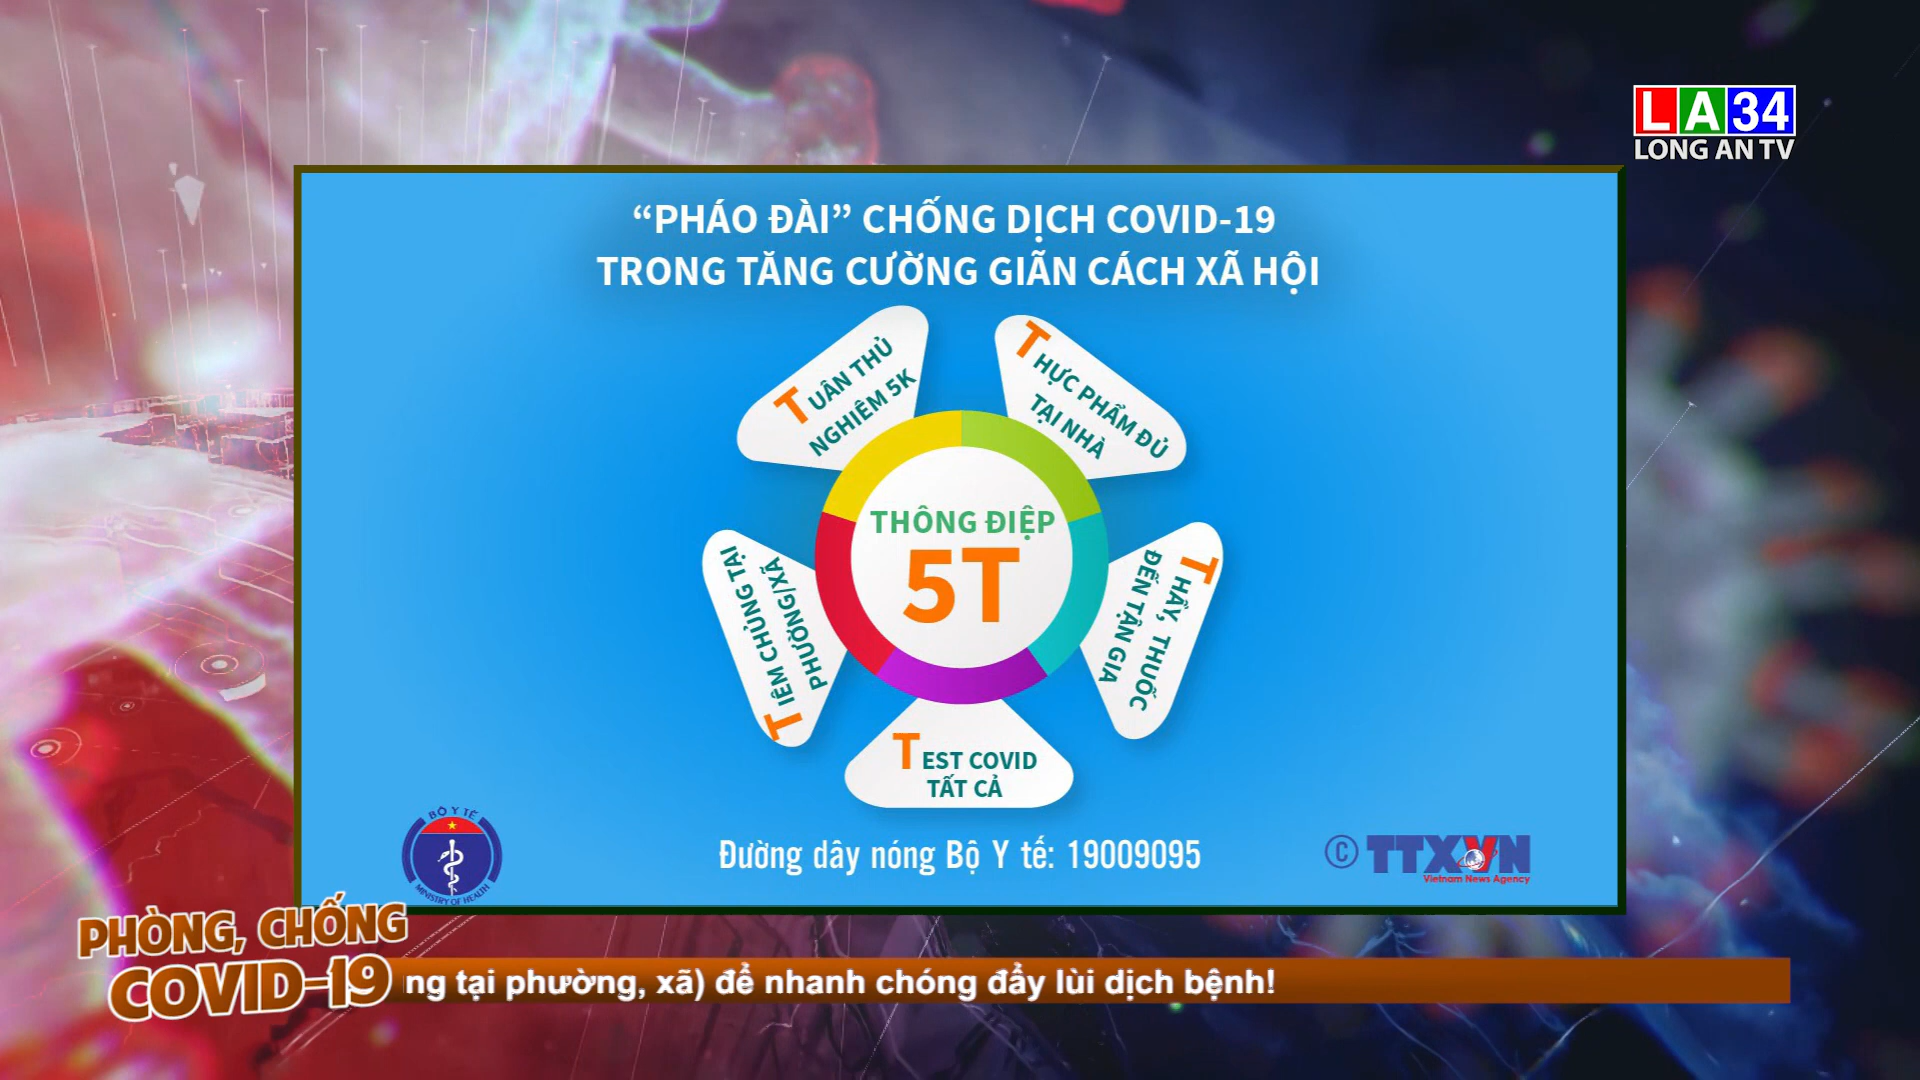 LA34
LONG AN TV
“PHÁO ĐÀI” CHỐNG DỊCH COVID-19
TRONG TĂNG CƯỜNG GIÃN CÁCH XÃ HỘI
TUÂN THỦ
NGHIÊM 5K
THỰC PHẨM ĐỦ
TẠI NHÀ
THÔNG ĐIỆP
5T
TIÊM CHỦNG TẠI
PHƯỜNG/XÃ
THẦY, THUỐC
ĐẾN TẬN GIA
TEST COVID
TẤT CẢ
BỘ Y TẾ
MINISTRY OF HEALTH
Đường dây nóng Bộ Y tế: 19009095
© TTXVN
Vietnam News Agency
PHÒNG, CHỐNG
COVID-19
ng tại phường, xã) để nhanh chóng đẩy lùi dịch bệnh!